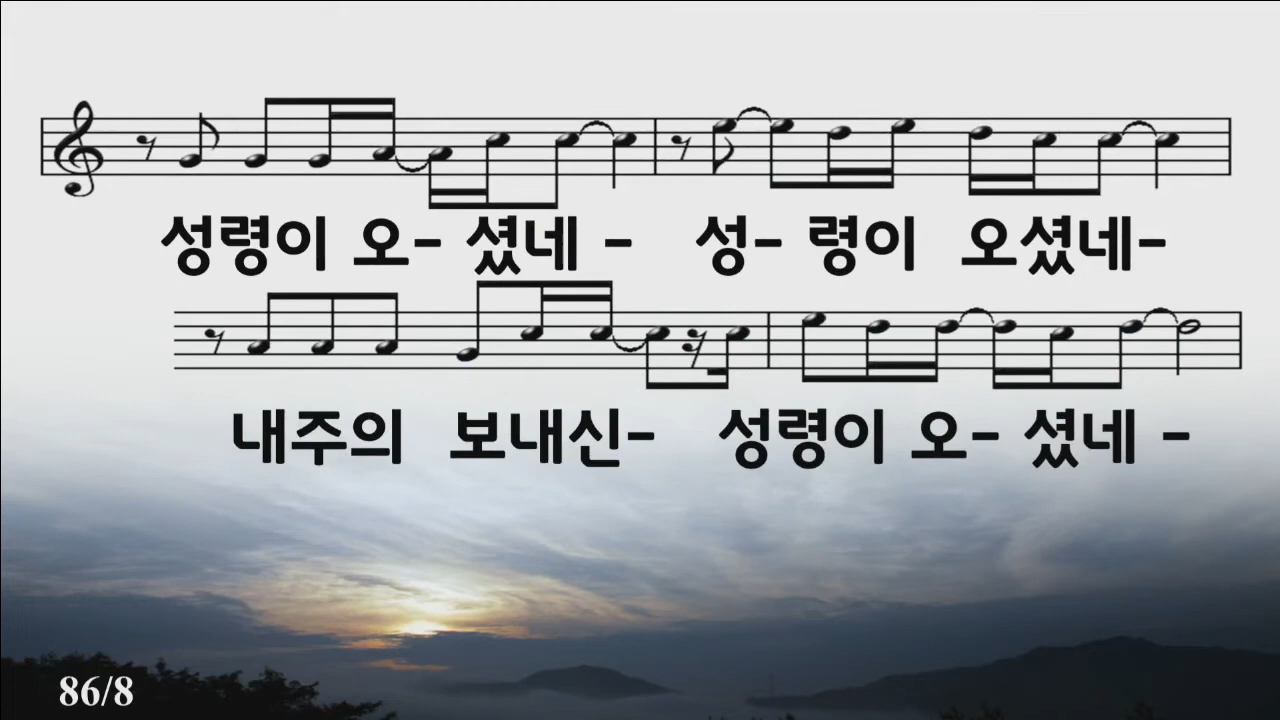 성령이 오- 셨네 - 성- 령이 오셨네-
내주의 보내신- 성령이 오- 셨네 -
86/8